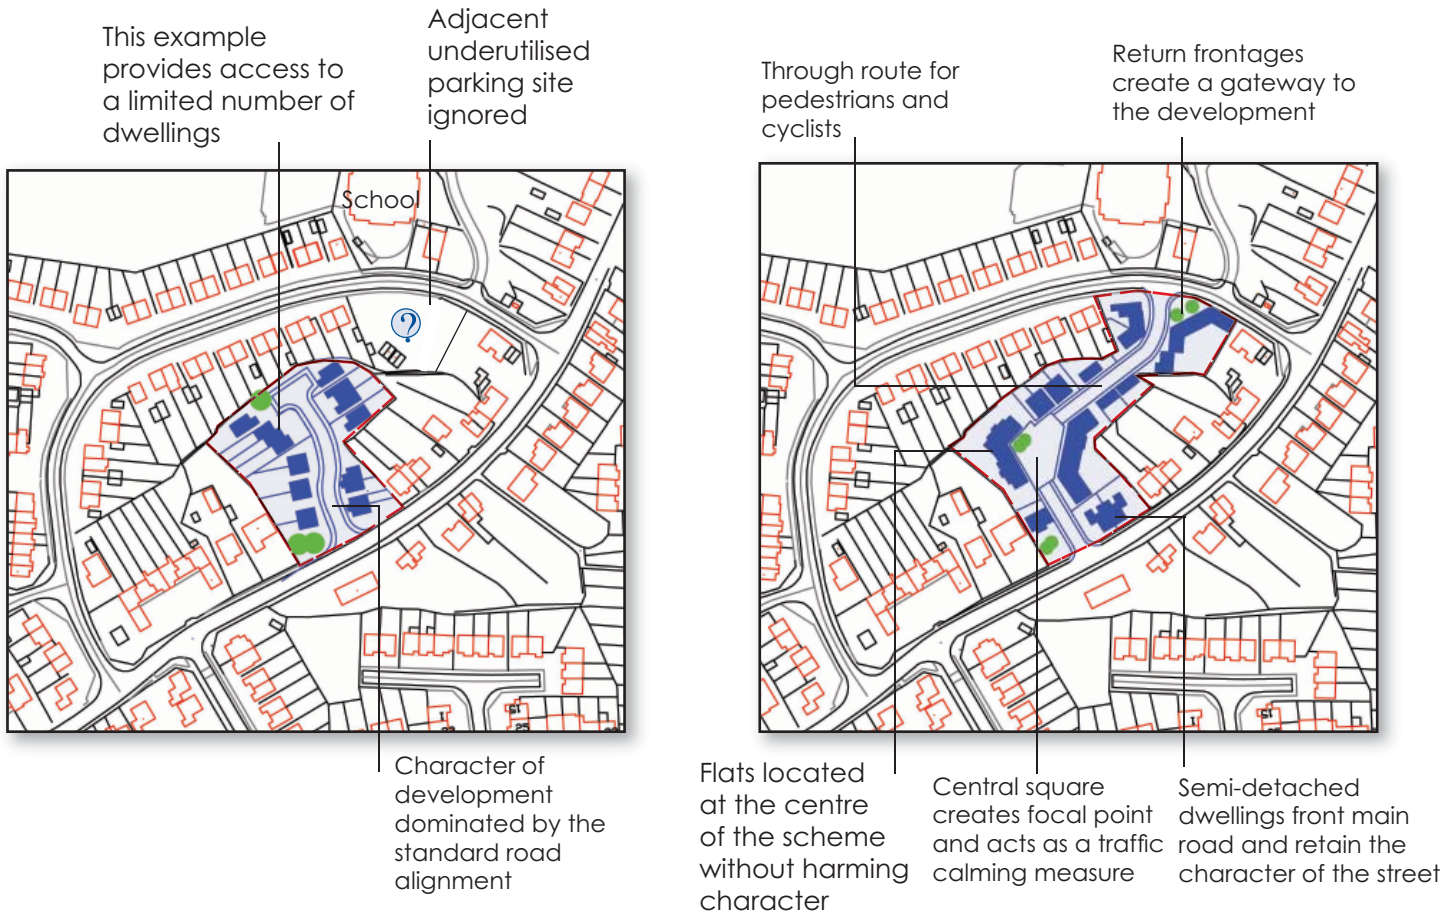 This example
provides access to
a limited number of
dwellings
Adjacent
underutilised
parking site
ignored
Through route for
pedestrians and
cyclists
Return frontages
create a gateway to
the development
School
?
Character of
development
dominated by the
standard road
alignment
Flats located
at the centre
of the scheme
without harming
character
Central square
creates focal point
and acts as a traffic
calming measure
Semi-detached
dwellings front main
road and retain the
character of the street